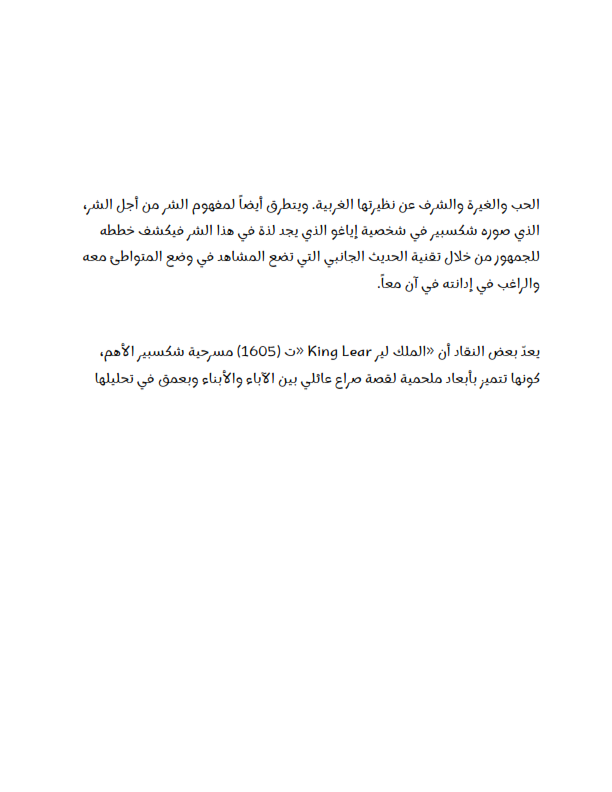 الحب والغيرة والشرف عن نظيرتها الغربية. ويتطرق أيضاً لمفهوم الشر من أجل الشر،
الذي صوره شكسبير في شخصية إياغو الذي يجد لذة في هذا الشر فيكشف خططه
للجمهور من خلال تقنية الحديث الجانبي التي تضع المشاهد في وضع المتواطئ معه
والراغب في إدانته في آن معاً.
يعدّ بعض النقاد أن «الملك لير King Lear «ت (1605) مسرحية شكسبير الأهم،
كونها تتميز بأبعاد ملحمية لقصة صراع عائلي بين الآباء والأبناء وبعمق في تحليلها